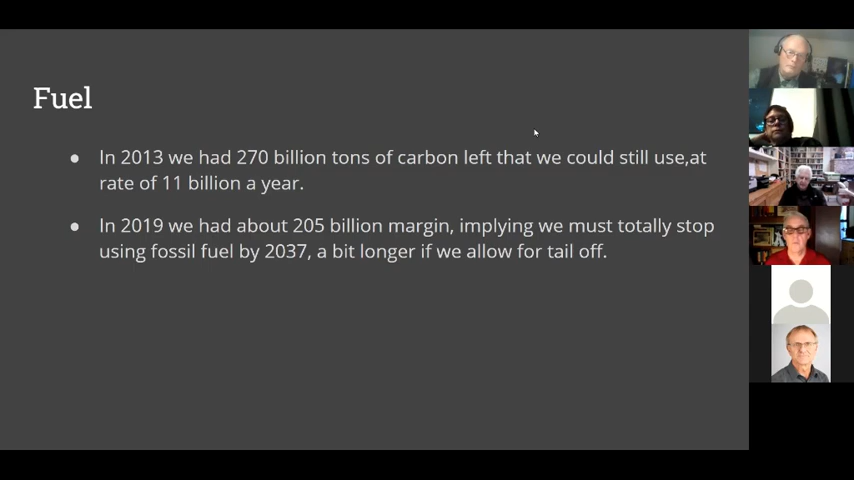 Fuel
● In 2013 we had 270 billion tons of carbon left that we could still use,at
rate of 11 billion a year.
● In 2019 we had about 205 billion margin, implying we must totally stop
using fossil fuel by 2037, a bit longer if we allow for tail off.